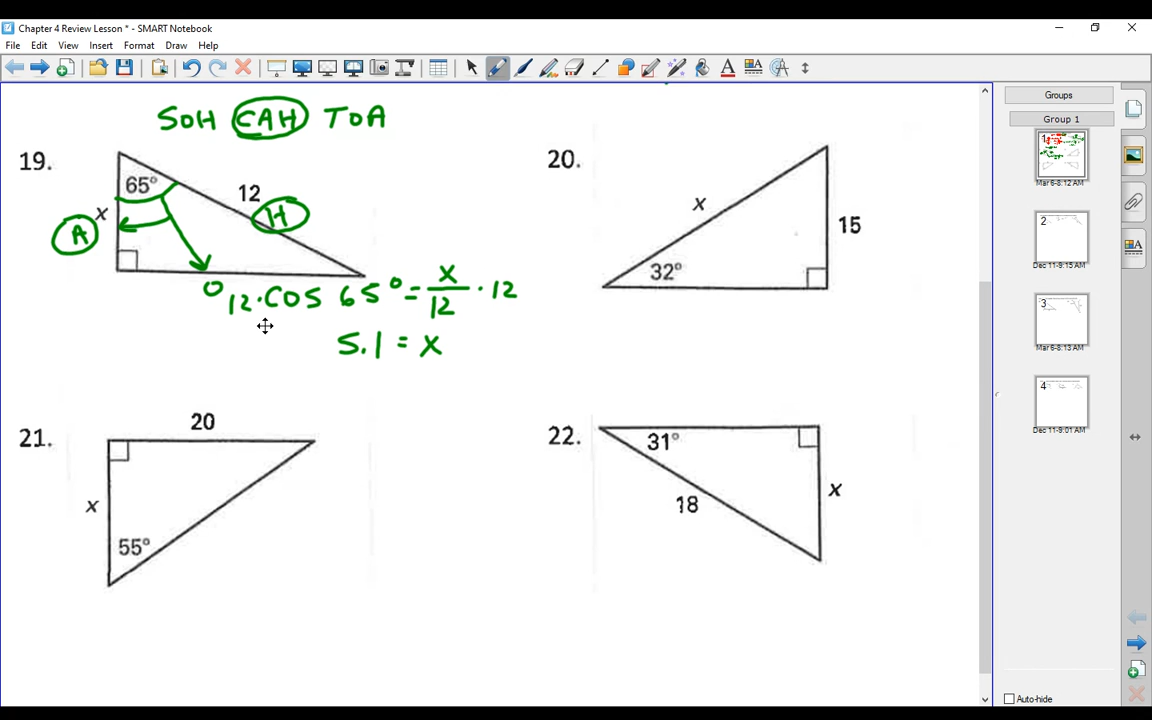 Chapter 4 Review Lesson * - SMART Notebook
File Edit View Insert Format Draw Help
Groups
Group 1
1
Mar 6-8:12 AM
2
Dec 11-9:15 AM
3
Mar 6-8:13 AM
4
Dec 11-9:01 AM
Auto-hide
SOH CAH TOA
19.
65°
12
H
x
A
O
12·COS 65° = x/12 · 12
5.1 = x
20.
x
15
32°
21.
20
x
55°
22.
31°
18
x